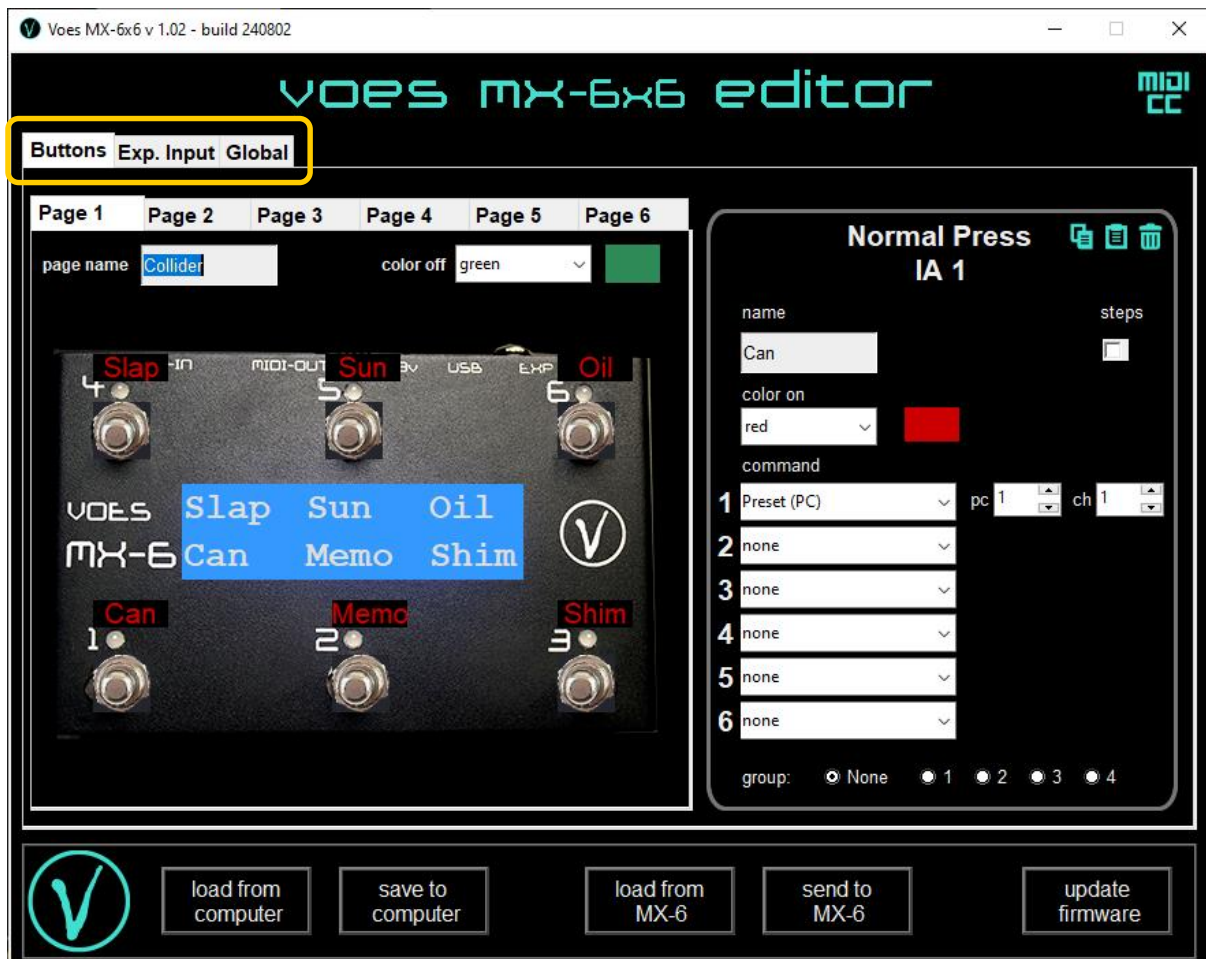 Voes MX-6x6 v 1.02 - build 240802
voes mx-6x6 editor
MIDI
CC
Buttons Exp. Input Global
Page 1 Page 2 Page 3 Page 4 Page 5 Page 6
page name Collider color off green
Slap -IN MIDI-OUT Sun 9v USB EXP Oil
4 5 6
VOES
MX-6
Slap Sun Oil
Can Memo Shim
V
Can Memo Shim
1 2 3
Normal Press
IA 1
name steps
Can
color on
red
command
1 Preset (PC) pc 1 ch 1
2 none
3 none
4 none
5 none
6 none
group: None 1 2 3 4
V
load from
computer
save to
computer
load from
MX-6
send to
MX-6
update
firmware